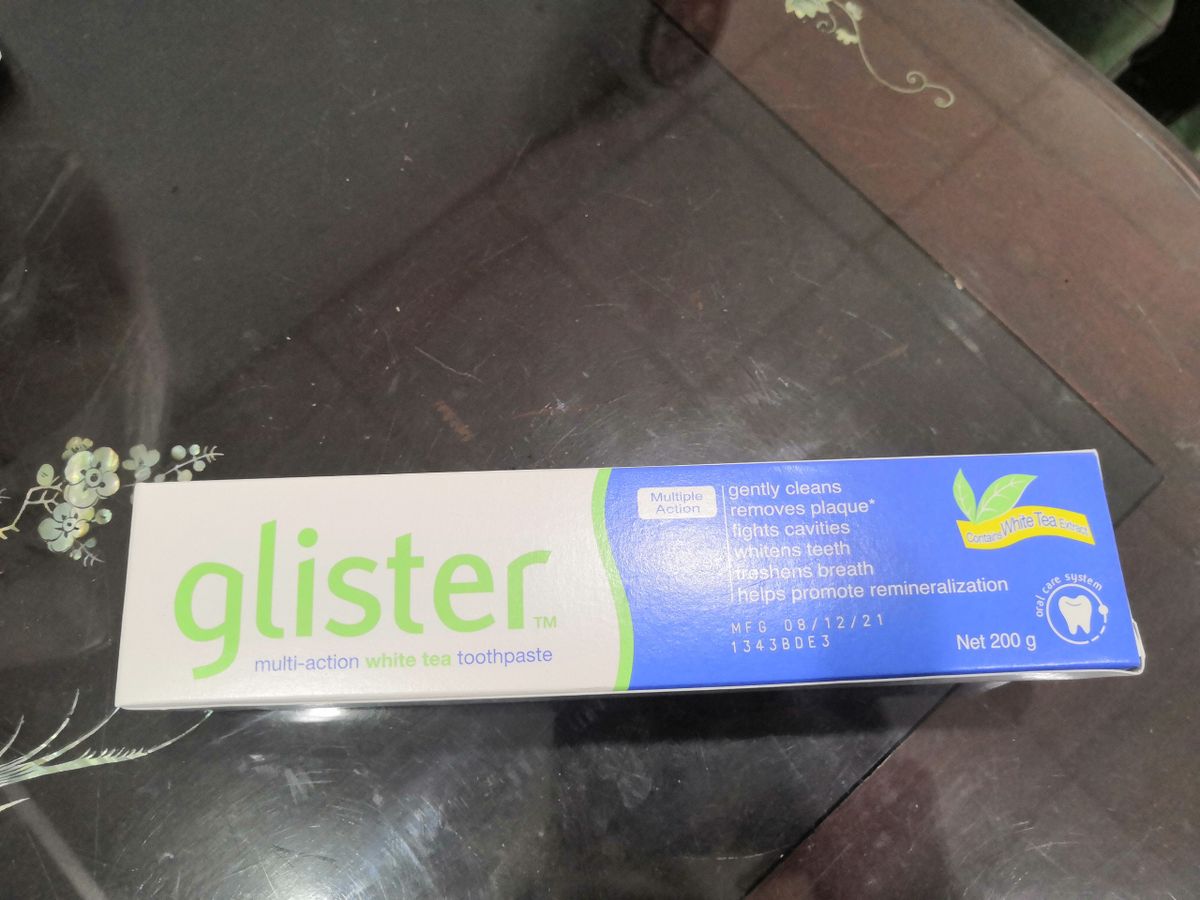 glister™
multi-action white tea toothpaste
Multiple
Action
gently cleans
removes plaque*
fights cavities
whitens teeth
freshens breath
helps promote remineralization
MFG 08/12/21
1343BDE3
Contains White Tea Extract
oral care system
Net 200 g